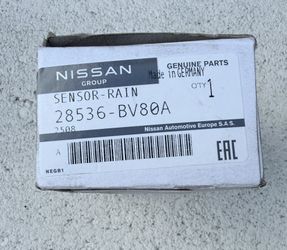 NISSAN
GROUP
GENUINE PARTS
Made in GERMANY
SENSOR-RAIN
QTY 1
28536-BV80A
2508
Nissan Automotive Europe S.A.S.
A
EAC
NEGB1